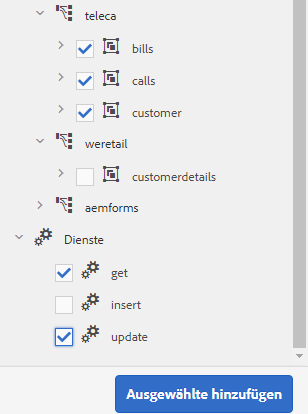 teleca
bills
calls
customer
weretail
customerdetails
aemforms
Dienste
get
insert
update
Ausgewählte hinzufügen